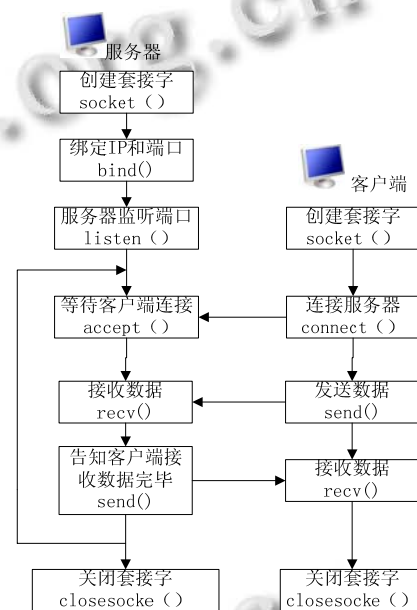 服务器
创建套接字
socket（）
绑定IP和端口
bind()
服务器监听端口
listen（）
等待客户端连接
accept（）
接收数据
recv()
告知客户端接
收数据完毕
send()
关闭套接字
closesocke（）
客户端
创建套接字
socket（）
连接服务器
connect（）
发送数据
send()
接收数据
recv()
关闭套接字
closesocke（）
.org.cn